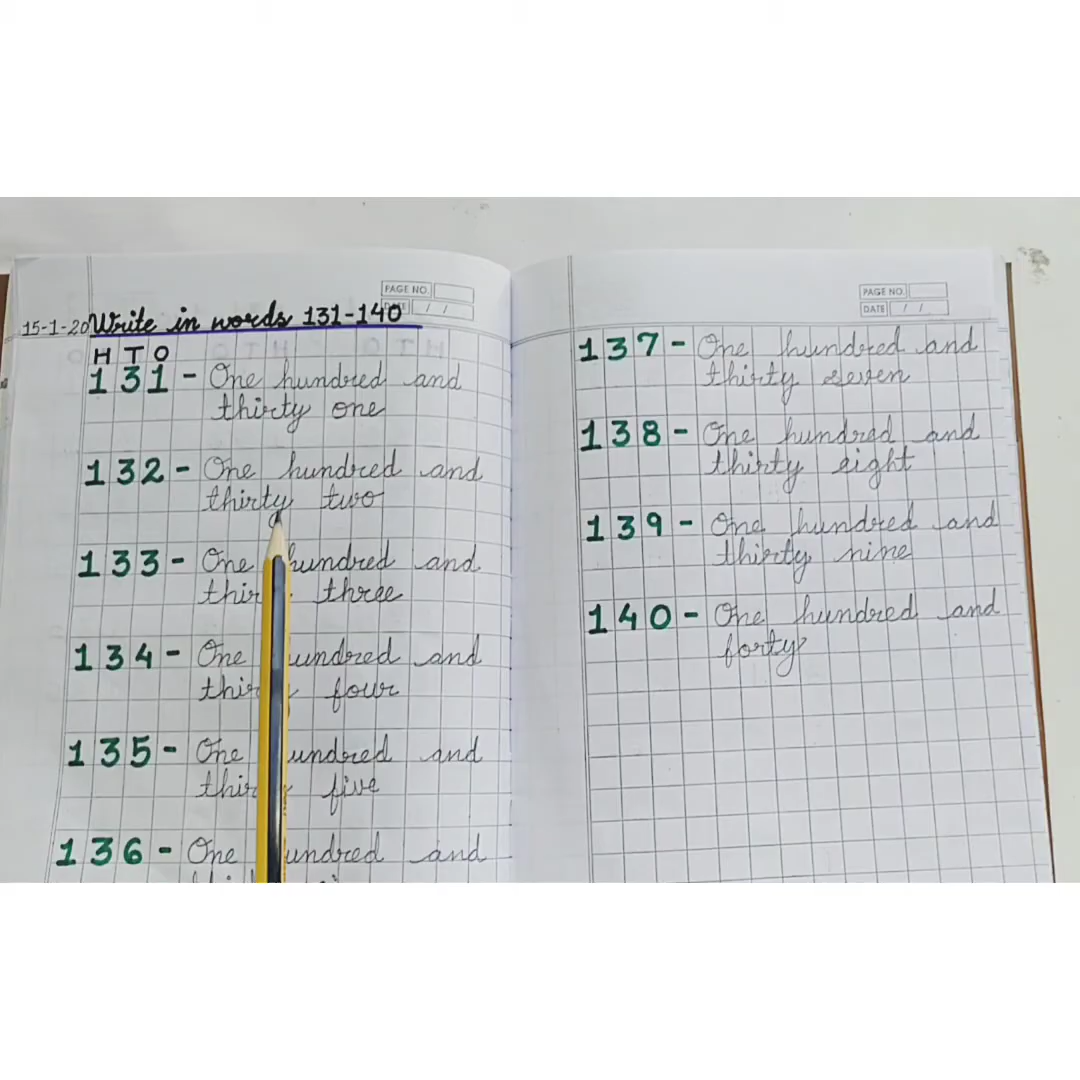 PAGE NO.
15-1-20 Write in words 131-140
H T O
131 - One hundred and
thirty one
132 - One hundred and
thirty two
133 - One hundred and
three
134 - One and
four
135 - One and
five
136 - One and
PAGE NO.
DATE / /
137 - One hundred and
thirty seven
138 - One hundred and
thirty eight
139 - One hundred and
thirty nine
140 - One hundred and
forty